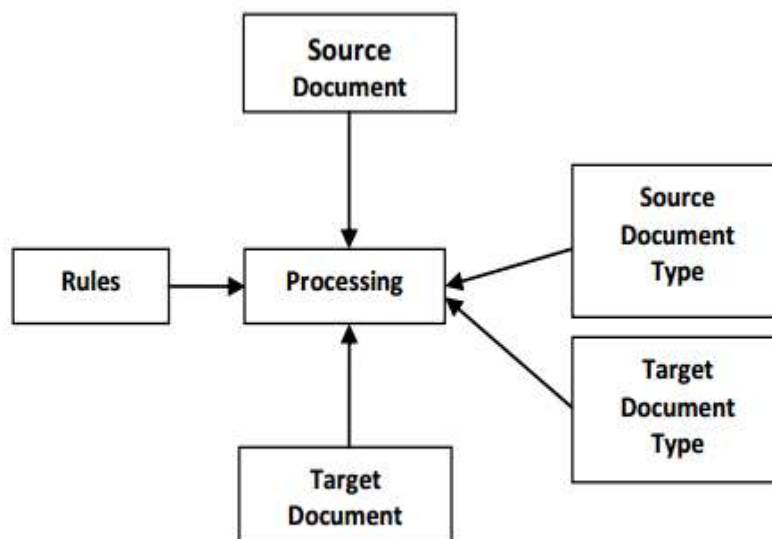 Source
Document
Source
Document
Type
Rules
Processing
Target
Document
Type
Target
Document